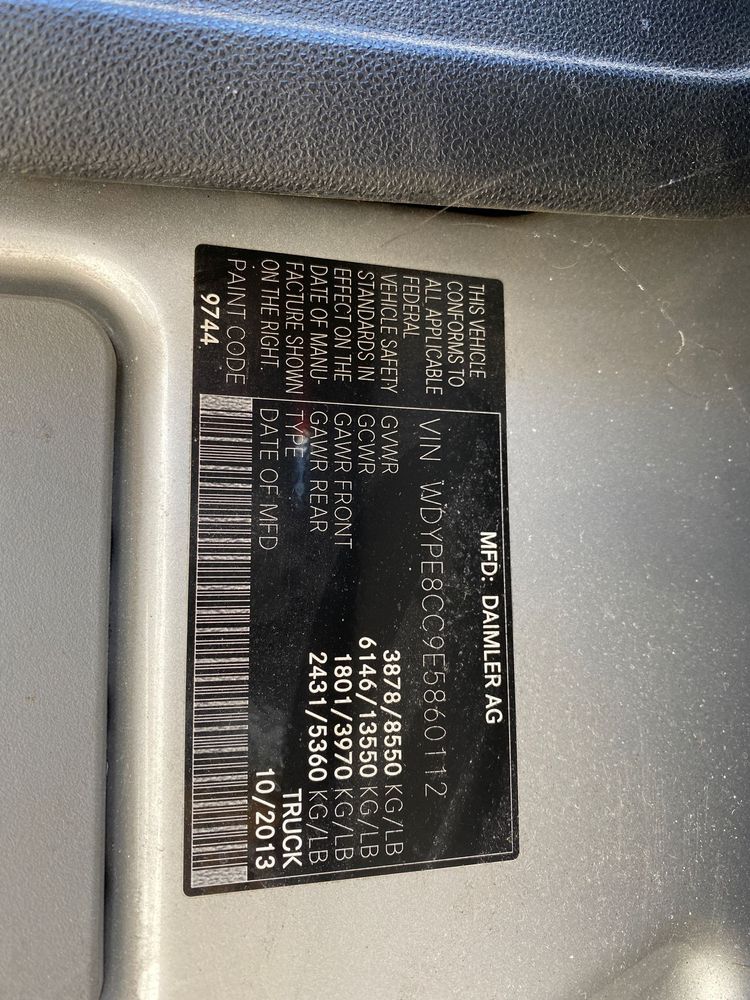 MFD: DAIMLER AG
THIS VEHICLE
CONFORMS TO
ALL APPLICABLE
FEDERAL
VEHICLE SAFETY
STANDARDS IN
EFFECT ON THE
DATE OF MANU-
FACTURE SHOWN
ON THE RIGHT.
PAINT CODE
9744
VIN WDYPE8CC9E5860112
GVWR 3878/8550 KG/LB
GCWR 6146/13550 KG/LB
GAWR FRONT 1801/3970 KG/LB
GAWR REAR 2431/5360 KG/LB
TYPE TRUCK
DATE OF MFD 10/2013